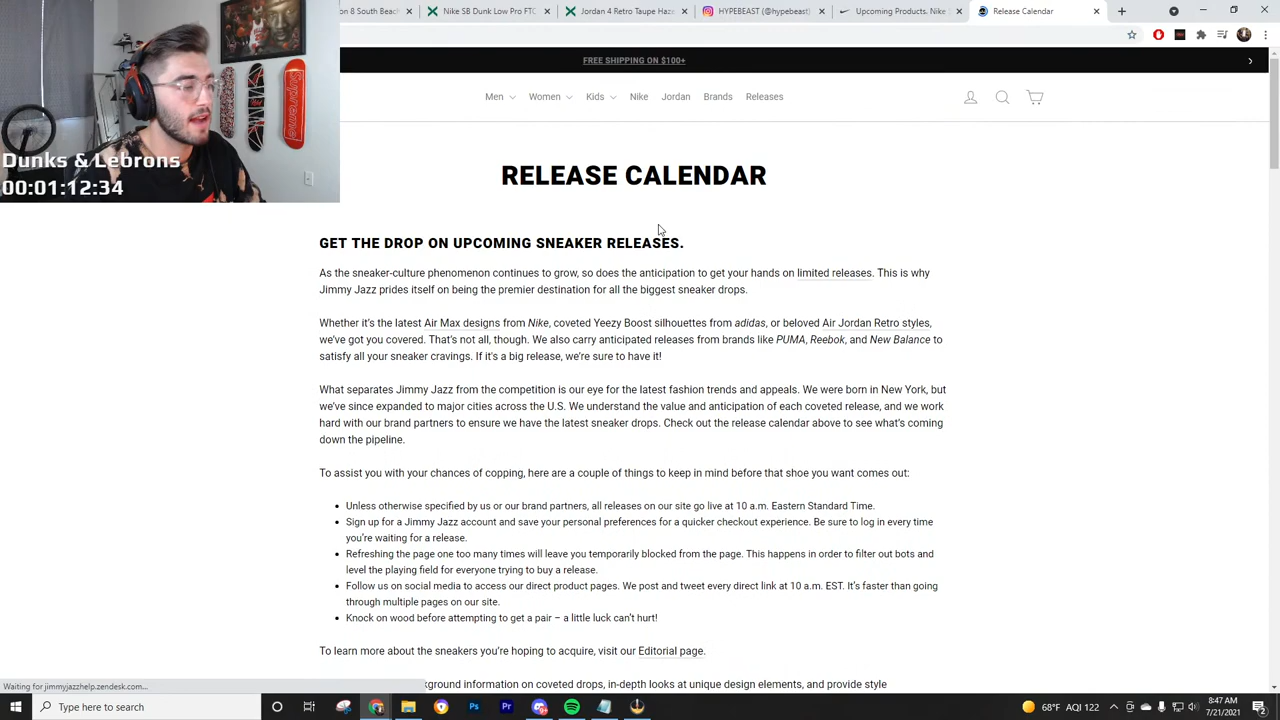 on 8 South Beach
Nike SB Dunk Low Pro FTC
Jordan 4 Retro Taupe Haze
HYPEBEAST (@hypebeast)
Upcoming Products. Nike
Release Calendar
FREE SHIPPING ON $100+
Men
Women
Kids
Nike
Jordan
Brands
Releases
Supreme
Dunks & Lebrons
00:01:12:34
RELEASE CALENDAR
GET THE DROP ON UPCOMING SNEAKER RELEASES.
As the sneaker-culture phenomenon continues to grow, so does the anticipation to get your hands on limited releases. This is why
Jimmy Jazz prides itself on being the premier destination for all the biggest sneaker drops.
Whether it's the latest Air Max designs from Nike, coveted Yeezy Boost silhouettes from adidas, or beloved Air Jordan Retro styles,
we've got you covered. That's not all, though. We also carry anticipated releases from brands like PUMA, Reebok, and New Balance to
satisfy all your sneaker cravings. If it's a big release, we're sure to have it!
What separates Jimmy Jazz from the competition is our eye for the latest fashion trends and appeals. We were born in New York, but
we've since expanded to major cities across the U.S. We understand the value and anticipation of each coveted release, and we work
hard with our brand partners to ensure we have the latest sneaker drops. Check out the release calendar above to see what's coming
down the pipeline.
To assist you with your chances of copping, here are a couple of things to keep in mind before that shoe you want comes out:
• Unless otherwise specified by us or our brand partners, all releases on our site go live at 10 a.m. Eastern Standard Time.
• Sign up for a Jimmy Jazz account and save your personal preferences for a quicker checkout experience. Be sure to log in every time
you're waiting for a release.
• Refreshing the page one too many times will leave you temporarily blocked from the page. This happens in order to filter out bots and
level the playing field for everyone trying to buy a release.
• Follow us on social media to access our direct product pages. We post and tweet every direct link at 10 a.m. EST. It's faster than going
through multiple pages on our site.
• Knock on wood before attempting to get a pair – a little luck can't hurt!
To learn more about the sneakers you're hoping to acquire, visit our Editorial page.
kground information on coveted drops, in-depth looks at unique design elements, and provide style
Waiting for jimmyjazzhelp.zendesk.com...
Type here to search
Ps
Pr
68°F AQI 122
8:47 AM
7/21/2021
2